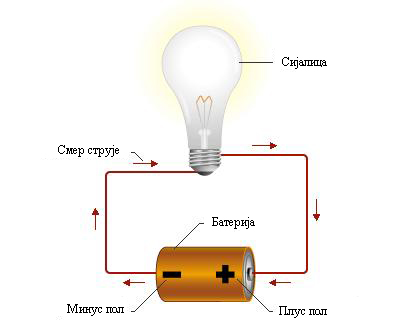 Сијалица
Смер струје
Батерија
Минус пол
Плус пол